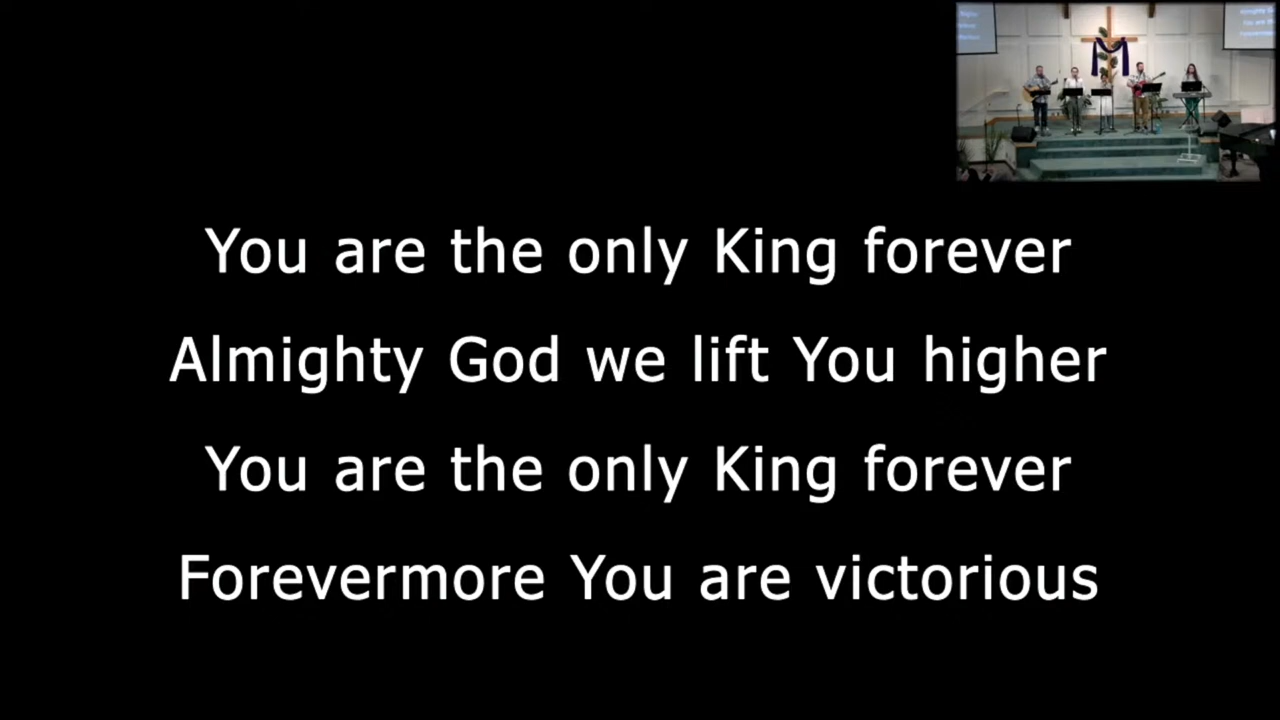 You are the only King forever
Almighty God we lift You higher
You are the only King forever
Forevermore You are victorious